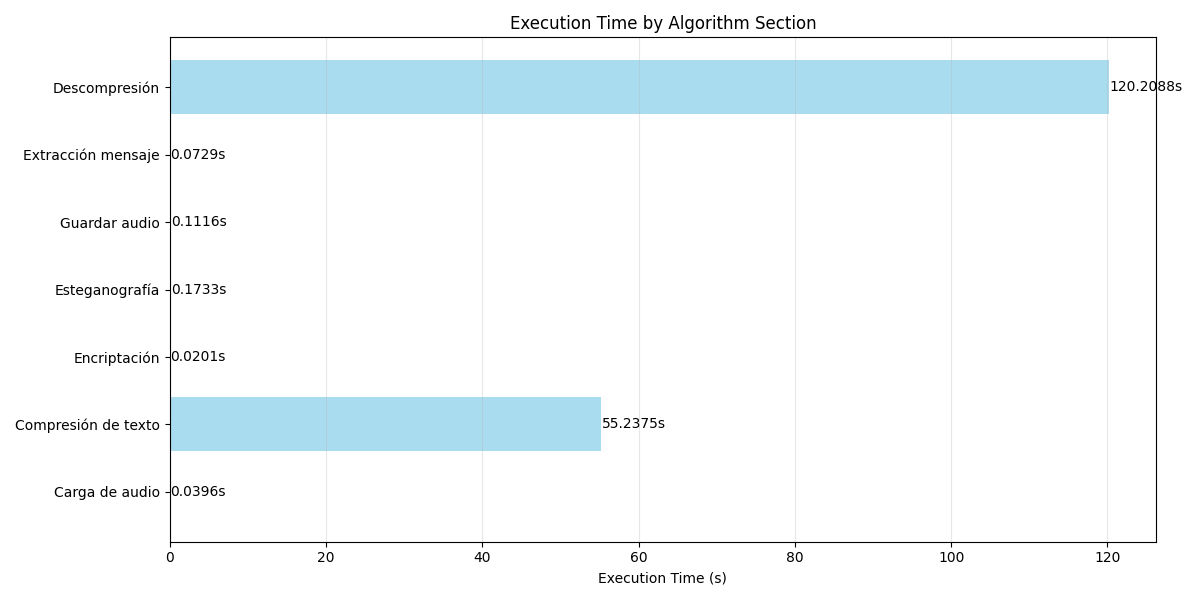 Execution Time by Algorithm Section
Descompresión
120.2088s
Extracción mensaje
0.0729s
Guardar audio
0.1116s
Esteganografía
0.1733s
Encriptación
0.0201s
Compresión de texto
55.2375s
Carga de audio
0.0396s
0 20 40 60 80 100 120
Execution Time (s)